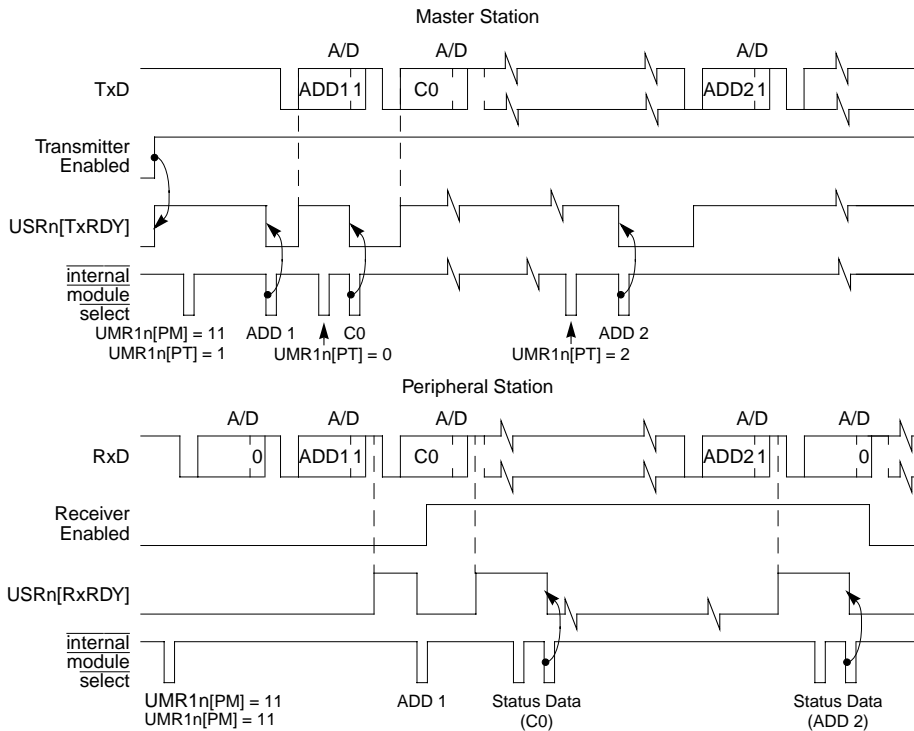 Master Station
A/D A/D A/D
TxD ADD1 1 C0 ADD2 1
Transmitter
Enabled
USRn[TxRDY]
internal
module
select
UMR1n[PM] = 11 ADD 1 C0 ADD 2
UMR1n[PT] = 1 UMR1n[PT] = 0 UMR1n[PT] = 2
Peripheral Station
A/D A/D A/D A/D A/D
RxD 0 ADD1 1 C0 ADD2 1 0
Receiver
Enabled
USRn[RxRDY]
internal
module
select
UMR1n[PM] = 11 ADD 1 Status Data Status Data
UMR1n[PM] = 11 (C0) (ADD 2)